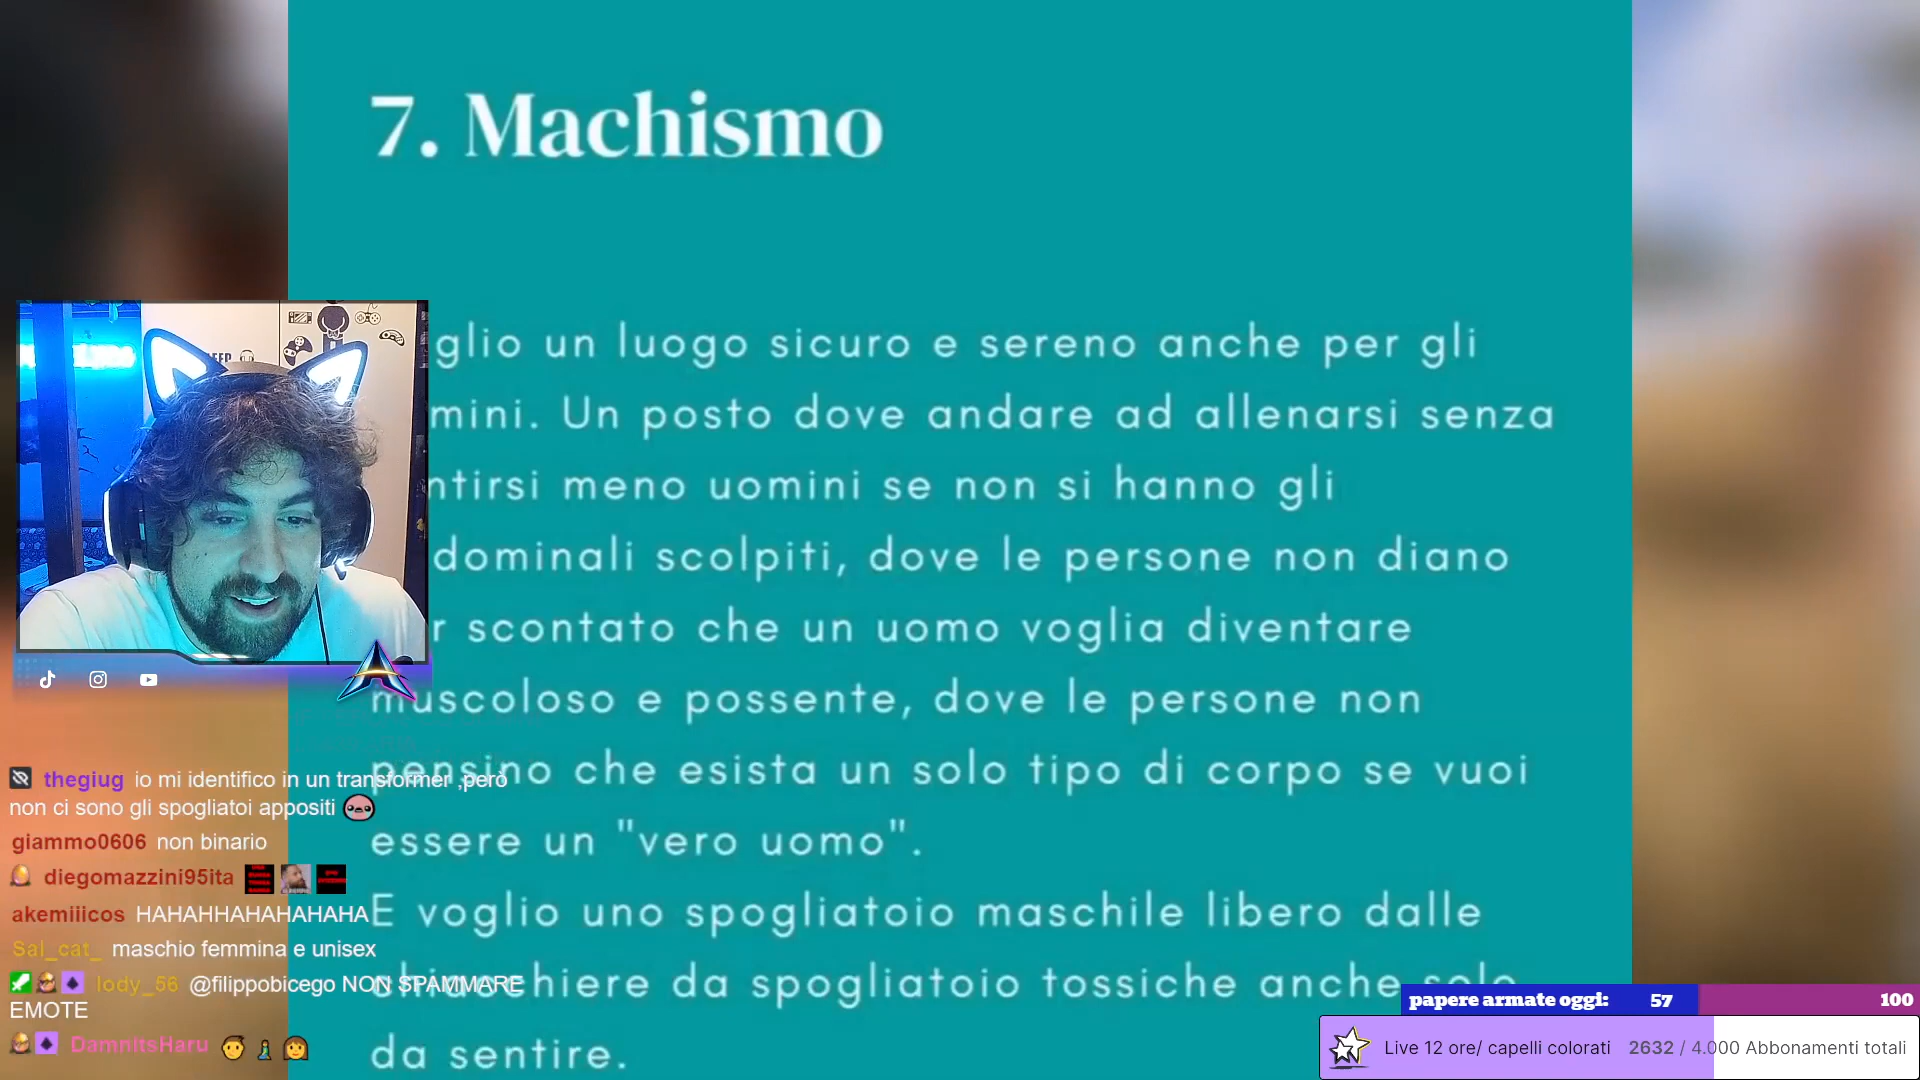 7. Machismo
glio un luogo sicuro e sereno anche per gli
mini. Un posto dove andare ad allenarsi senza
ntirsi meno uomini se non si hanno gli
dominali scolpiti, dove le persone non diano
r scontato che un uomo voglia diventare
muscoloso e possente, dove le persone non
pensino che esista un solo tipo di corpo se vuoi
essere un "vero uomo".
E voglio uno spogliatoio maschile libero dalle
chiacchiere da spogliatoio tossiche anche solo
da sentire.
thegiug io mi identifico in un transformer ,però
non ci sono gli spogliatoi appositi
giammo0606 non binario
diegomazzini95ita
akemiiicos HAHAHHAHAHAHAHA
Sal_cat_ maschio femmina e unisex
lody_56 @filippobicego NON SPAMMARE
EMOTE
DamnItsHaru
papere armate oggi: 57 100
Live 12 ore/ capelli colorati 2632 / 4.000 Abbonamenti totali